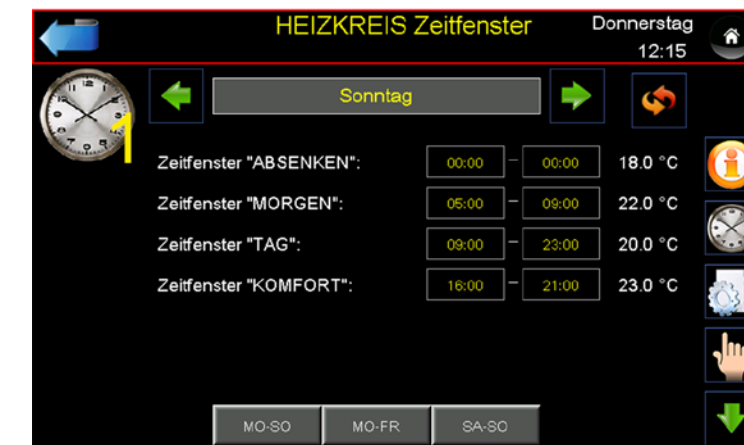 HEIZKREIS Zeitfenster
Donnerstag
12:15
Sonntag
1
Zeitfenster "ABSENKEN": 00:00 – 00:00 18.0 °C
Zeitfenster "MORGEN": 05:00 – 09:00 22.0 °C
Zeitfenster "TAG": 09:00 – 23:00 20.0 °C
Zeitfenster "KOMFORT": 16:00 – 21:00 23.0 °C
MO-SO MO-FR SA-SO